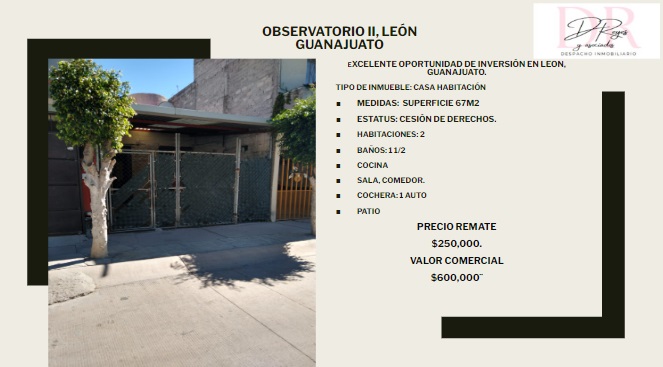 OBSERVATORIO II, LEÓN
GUANAJUATO
DR
DReyes
y asociados
DESPACHO INMOBILIARIO
EXCELENTE OPORTUNIDAD DE INVERSIÓN EN LEON,
GUANAJUATO.
TIPO DE INMUEBLE: CASA HABITACIÓN
▪ MEDIDAS: SUPERFICIE 67M2
▪ ESTATUS: CESIÓN DE DERECHOS.
▪ HABITACIONES: 2
▪ BAÑOS: 1 1/2
▪ COCINA
▪ SALA, COMEDOR.
▪ COCHERA: 1 AUTO
▪ PATIO
PRECIO REMATE
$250,000.
VALOR COMERCIAL
$600,000¨